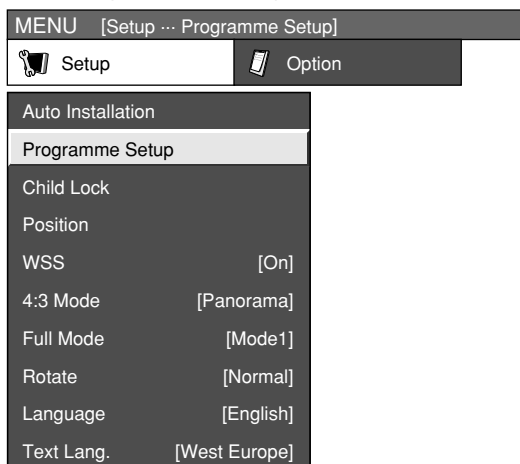 MENU [Setup ··· Programme Setup]
Setup Option
Auto Installation
Programme Setup
Child Lock
Position
WSS [On]
4:3 Mode [Panorama]
Full Mode [Mode1]
Rotate [Normal]
Language [English]
Text Lang. [West Europe]